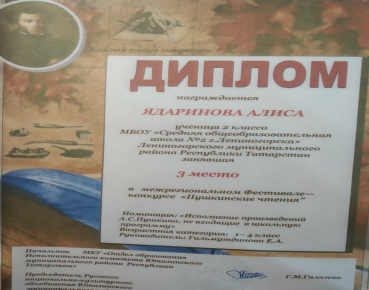 ДИПЛОМ
награждается
ЯДАРИНОВА АЛИСА
ученица 2 класса
МБОУ «Средняя общеобразовательная
школа №2 г.Лениногорска»
Лениногорского муниципального
района Республики Татарстан
занявшая
3 место
в межрегиональном Фестивале—
конкурсе «Пушкинские чтения»
Номинация: «Исполнение произведений
А.С.Пушкина, не входящие в школьную
программу»
Возрастная категория: 1-4 класс
Руководитель: Гильмутдинова Е.А.
Начальник МКУ «Отдел образования
Исполнительного комитета Ютазинского
муниципального района Республики
Татарстан»
Председатель Русского
национально-культурного
объединения Ютазинского